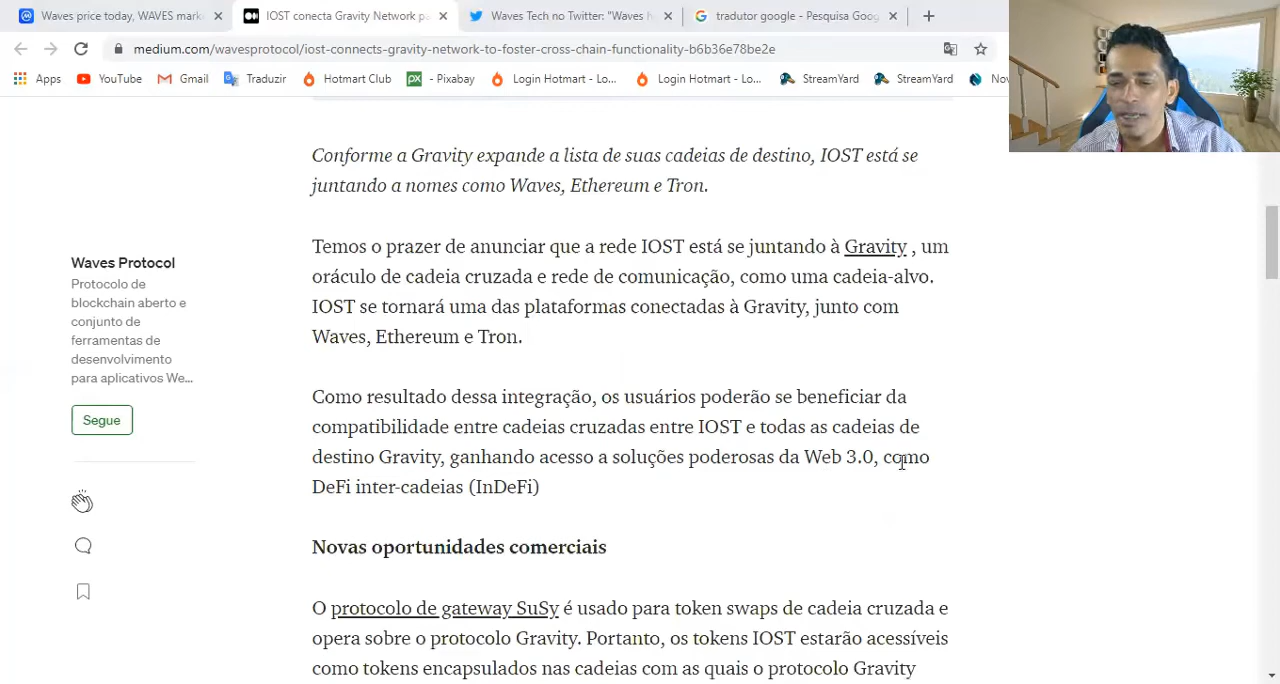 Waves price today, WAVES mark
IOST conecta Gravity Network pa
Waves Tech no Twitter: "Waves h
tradutor google - Pesquisa Goog
medium.com/wavesprotocol/iost-connects-gravity-network-to-foster-cross-chain-functionality-b6b36e78be2e
Apps
YouTube
Gmail
Traduzir
Hotmart Club
px
- Pixabay
Login Hotmart - Lo...
Login Hotmart - Lo...
StreamYard
StreamYard
Nov
Conforme a Gravity expande a lista de suas cadeias de destino, IOST está se
juntando a nomes como Waves, Ethereum e Tron.
Temos o prazer de anunciar que a rede IOST está se juntando à Gravity , um
oráculo de cadeia cruzada e rede de comunicação, como uma cadeia-alvo.
IOST se tornará uma das plataformas conectadas à Gravity, junto com
Waves, Ethereum e Tron.
Waves Protocol
Protocolo de
blockchain aberto e
conjunto de
ferramentas de
desenvolvimento
para aplicativos We...
Segue
Como resultado dessa integração, os usuários poderão se beneficiar da
compatibilidade entre cadeias cruzadas entre IOST e todas as cadeias de
destino Gravity, ganhando acesso a soluções poderosas da Web 3.0, como
DeFi inter-cadeias (InDeFi)
Novas oportunidades comerciais
O protocolo de gateway SuSy é usado para token swaps de cadeia cruzada e
opera sobre o protocolo Gravity. Portanto, os tokens IOST estarão acessíveis
como tokens encapsulados nas cadeias com as quais o protocolo Gravity